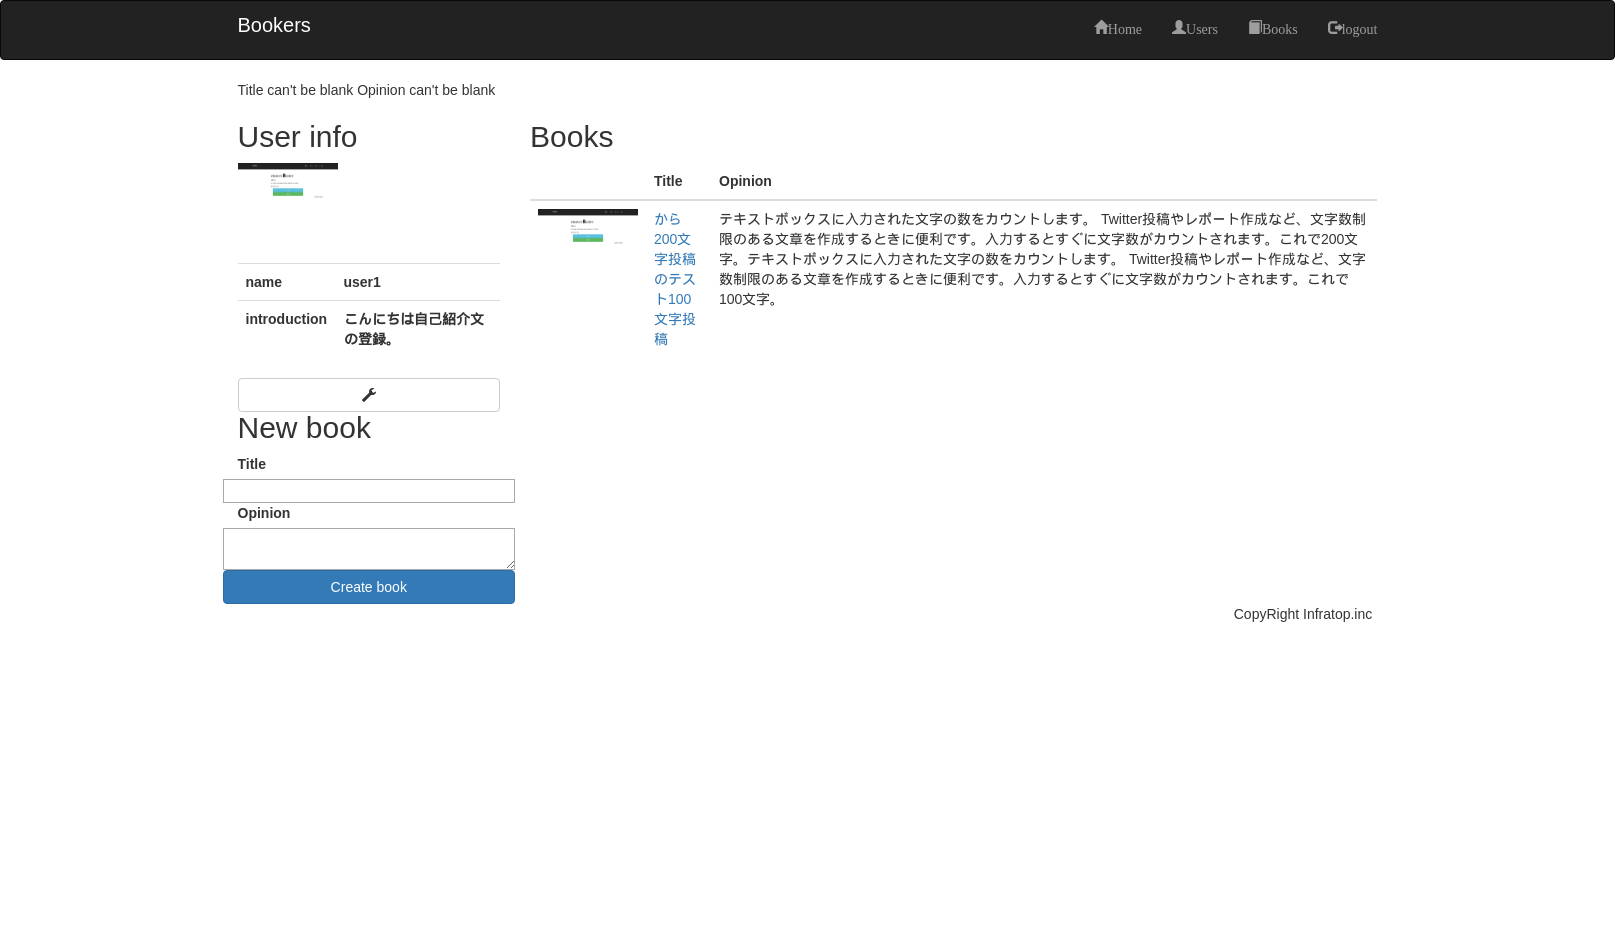 Bookers
Home Users Books logout
Title can't be blank Opinion can't be blank
User info
name user1
introduction こんにちは自己紹介文
の登録。
New book
Title
Opinion
Create book
Books
Title Opinion
から
200文
字投稿
のテス
ト100
文字投
稿
テキストボックスに入力された文字の数をカウントします。 Twitter投稿やレポート作成など、文字数制
限のある文章を作成するときに便利です。入力するとすぐに文字数がカウントされます。これで200文
字。テキストボックスに入力された文字の数をカウントします。 Twitter投稿やレポート作成など、文字
数制限のある文章を作成するときに便利です。入力するとすぐに文字数がカウントされます。これで
100文字。
CopyRight Infratop.inc